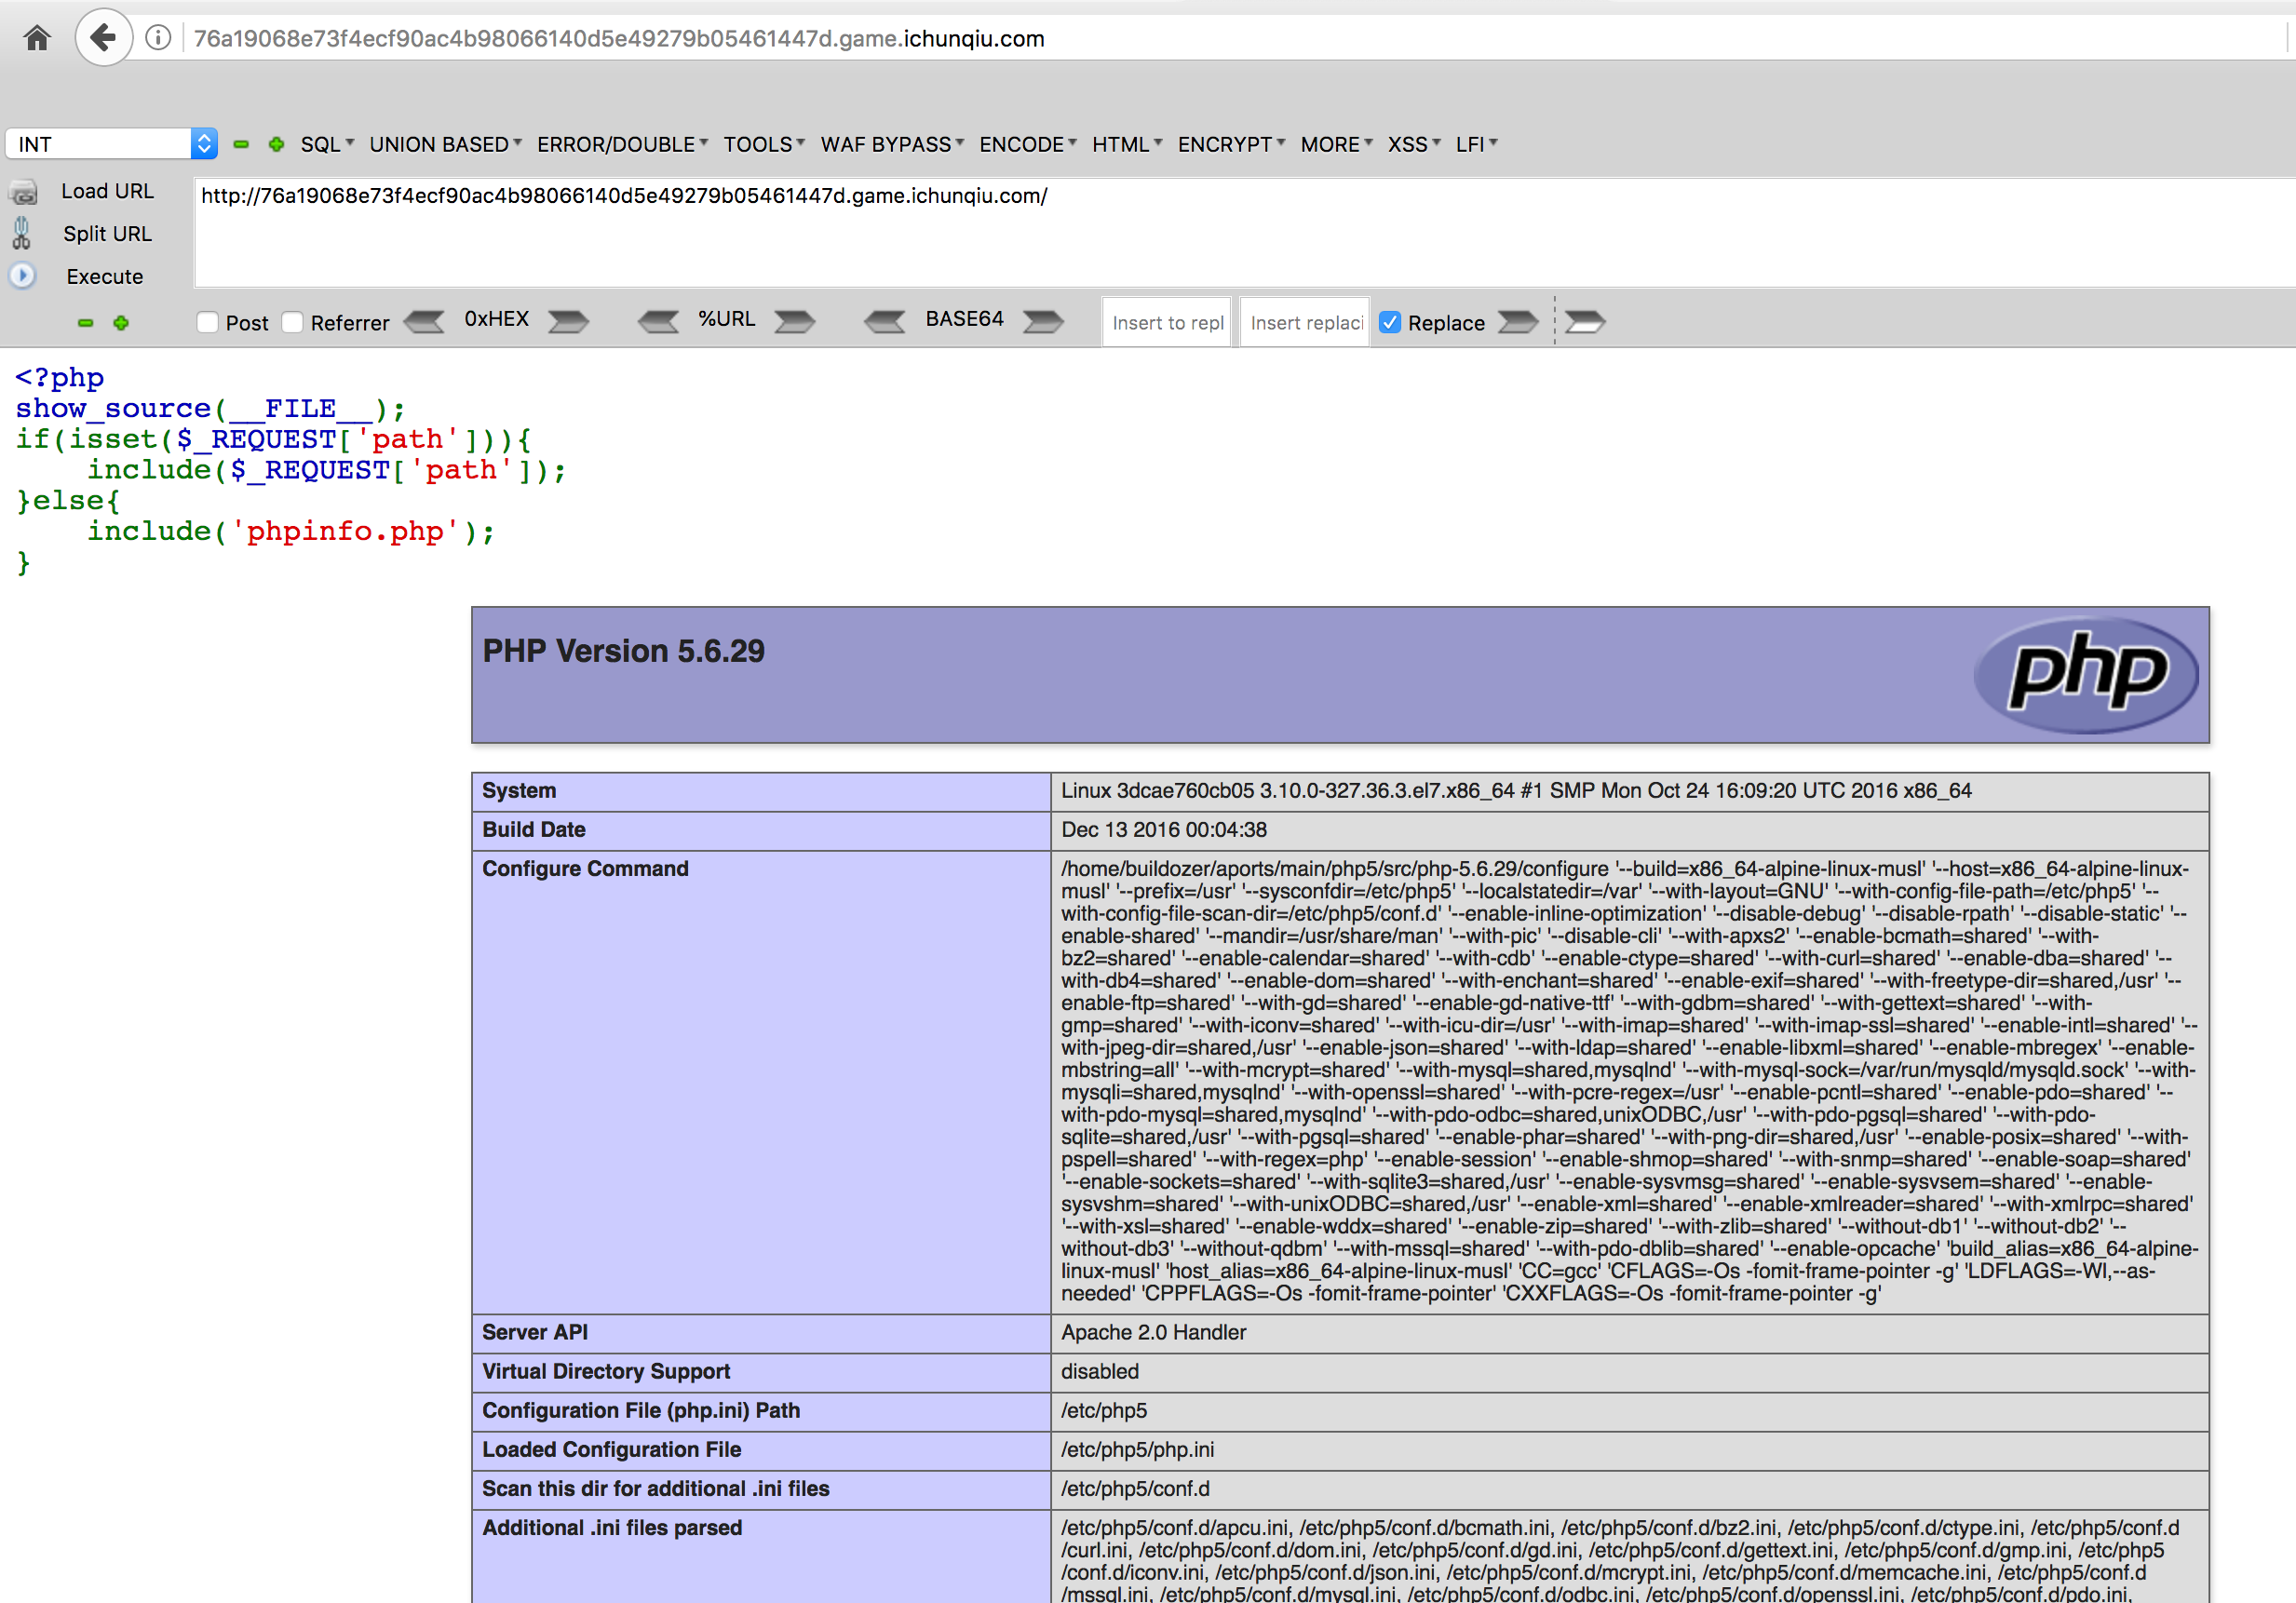 76a19068e73f4ecf90ac4b98066140d5e49279b05461447d.game.ichunqiu.com
INT SQL UNION BASED ERROR/DOUBLE TOOLS WAF BYPASS ENCODE HTML ENCRYPT MORE XSS LFI
Load URL
http://76a19068e73f4ecf90ac4b98066140d5e49279b05461447d.game.ichunqiu.com/
Split URL
Execute
Post Referrer 0xHEX %URL BASE64 Insert to repl Insert replaci Replace
<?php
show_source(__FILE__);
if(isset($_REQUEST['path'])){
    include($_REQUEST['path']);
}else{
    include('phpinfo.php');
}
PHP Version 5.6.29
php
System Linux 3dcae760cb05 3.10.0-327.36.3.el7.x86_64 #1 SMP Mon Oct 24 16:09:20 UTC 2016 x86_64
Build Date Dec 13 2016 00:04:38
Configure Command /home/buildozer/aports/main/php5/src/php-5.6.29/configure '--build=x86_64-alpine-linux-musl' '--host=x86_64-alpine-linux-
musl' '--prefix=/usr' '--sysconfdir=/etc/php5' '--localstatedir=/var' '--with-layout=GNU' '--with-config-file-path=/etc/php5' '--
with-config-file-scan-dir=/etc/php5/conf.d' '--enable-inline-optimization' '--disable-debug' '--disable-rpath' '--disable-static' '--
enable-shared' '--mandir=/usr/share/man' '--with-pic' '--disable-cli' '--with-apxs2' '--enable-bcmath=shared' '--with-
bz2=shared' '--enable-calendar=shared' '--with-cdb' '--enable-ctype=shared' '--with-curl=shared' '--enable-dba=shared' '--
with-db4=shared' '--enable-dom=shared' '--with-enchant=shared' '--enable-exif=shared' '--with-freetype-dir=shared,/usr' '--
enable-ftp=shared' '--with-gd=shared' '--enable-gd-native-ttf' '--with-gdbm=shared' '--with-gettext=shared' '--with-
gmp=shared' '--with-iconv=shared' '--with-icu-dir=/usr' '--with-imap=shared' '--with-imap-ssl=shared' '--enable-intl=shared' '--
with-jpeg-dir=shared,/usr' '--enable-json=shared' '--with-ldap=shared' '--enable-libxml=shared' '--enable-mbregex' '--enable-
mbstring=all' '--with-mcrypt=shared' '--with-mysql=shared,mysqlnd' '--with-mysql-sock=/var/run/mysqld/mysqld.sock' '--with-
mysqli=shared,mysqlnd' '--with-openssl=shared' '--with-pcre-regex=/usr' '--enable-pcntl=shared' '--enable-pdo=shared' '--
with-pdo-mysql=shared,mysqlnd' '--with-pdo-odbc=shared,unixODBC,/usr' '--with-pdo-pgsql=shared' '--with-pdo-
sqlite=shared,/usr' '--with-pgsql=shared' '--enable-phar=shared' '--with-png-dir=shared,/usr' '--enable-posix=shared' '--with-
pspell=shared' '--with-regex=php' '--enable-session' '--enable-shmop=shared' '--with-snmp=shared' '--enable-soap=shared'
'--enable-sockets=shared' '--with-sqlite3=shared,/usr' '--enable-sysvmsg=shared' '--enable-sysvsem=shared' '--enable-
sysvshm=shared' '--with-unixODBC=shared,/usr' '--enable-xml=shared' '--enable-xmlreader=shared' '--with-xmlrpc=shared'
'--with-xsl=shared' '--enable-wddx=shared' '--enable-zip=shared' '--with-zlib=shared' '--without-db1' '--without-db2' '--
without-db3' '--without-qdbm' '--with-mssql=shared' '--with-pdo-dblib=shared' '--enable-opcache' 'build_alias=x86_64-alpine-
linux-musl' 'host_alias=x86_64-alpine-linux-musl' 'CC=gcc' 'CFLAGS=-Os -fomit-frame-pointer -g' 'LDFLAGS=-Wl,--as-
needed' 'CPPFLAGS=-Os -fomit-frame-pointer' 'CXXFLAGS=-Os -fomit-frame-pointer -g'
Server API Apache 2.0 Handler
Virtual Directory Support disabled
Configuration File (php.ini) Path /etc/php5
Loaded Configuration File /etc/php5/php.ini
Scan this dir for additional .ini files /etc/php5/conf.d
Additional .ini files parsed /etc/php5/conf.d/apcu.ini, /etc/php5/conf.d/bcmath.ini, /etc/php5/conf.d/bz2.ini, /etc/php5/conf.d/ctype.ini, /etc/php5/conf.d
/curl.ini, /etc/php5/conf.d/dom.ini, /etc/php5/conf.d/gd.ini, /etc/php5/conf.d/gettext.ini, /etc/php5/conf.d/gmp.ini, /etc/php5
/conf.d/iconv.ini, /etc/php5/conf.d/json.ini, /etc/php5/conf.d/mcrypt.ini, /etc/php5/conf.d/memcache.ini, /etc/php5/conf.d
/mssql.ini, /etc/php5/conf.d/mysql.ini, /etc/php5/conf.d/odbc.ini, /etc/php5/conf.d/openssl.ini, /etc/php5/conf.d/pdo.ini,